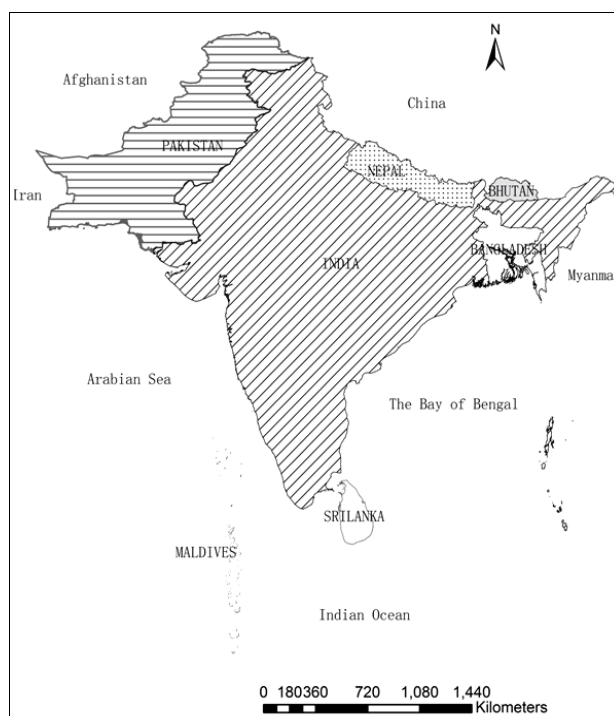 N
Afghanistan
China
PAKISTAN
NEPAL
Iran
BHUTAN
BANGLADESH
INDIA
Myanma
Arabian Sea
The Bay of Bengal
SRILANKA
MALDIVES
Indian Ocean
0 180360 720 1,080 1,440
Kilometers